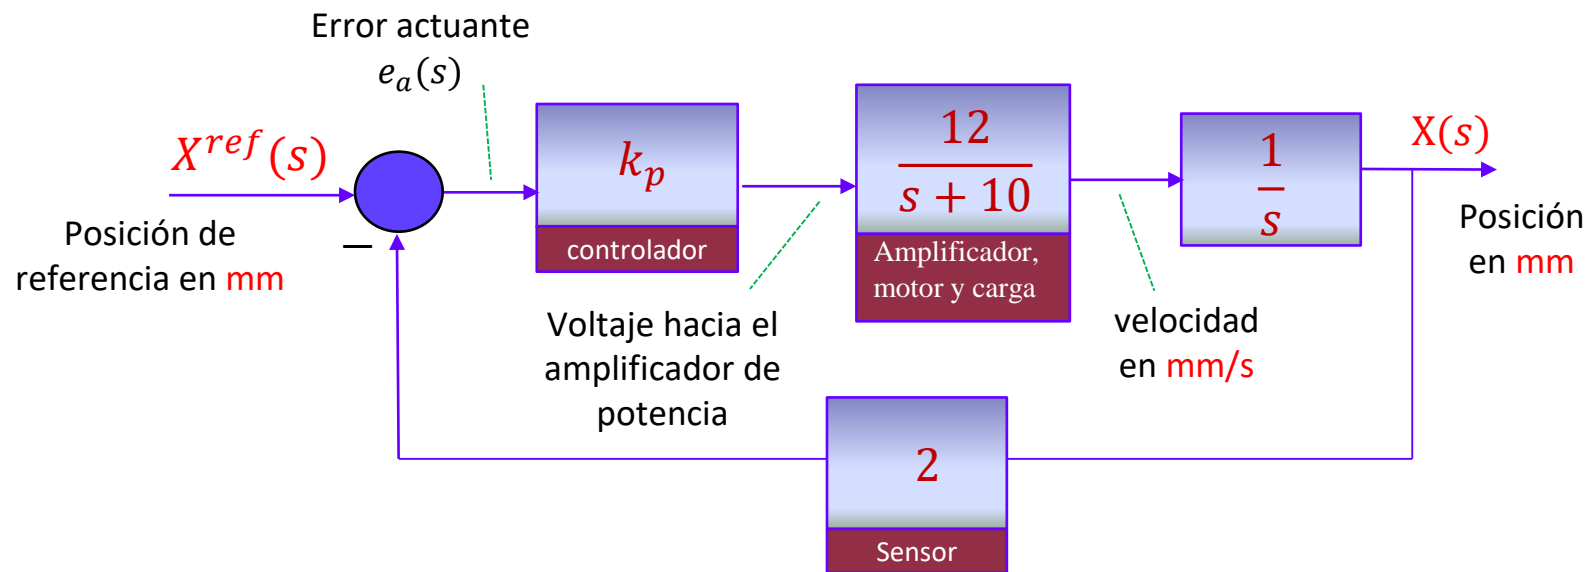 Error actuante
e_a(s)
X^{ref}(s)
Posición de
referencia en mm
−
k_p
controlador
Voltaje hacia el
amplificador de
potencia
12
s + 10
Amplificador,
motor y carga
velocidad
en mm/s
1
s
X(s)
Posición
en mm
2
Sensor